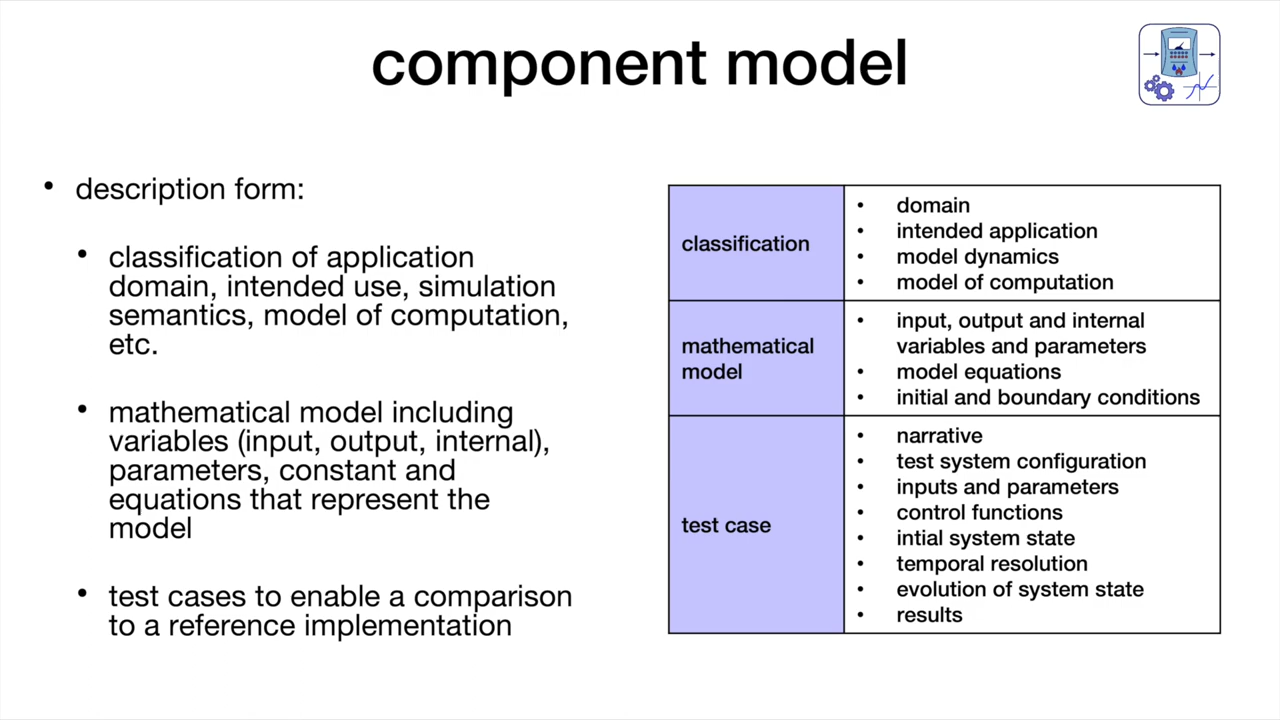 component model
• description form:
• classification of application
domain, intended use, simulation
semantics, model of computation,
etc.
• mathematical model including
variables (input, output, internal),
parameters, constant and
equations that represent the
model
• test cases to enable a comparison
to a reference implementation
classification
• domain
• intended application
• model dynamics
• model of computation
mathematical
model
• input, output and internal
variables and parameters
• model equations
• initial and boundary conditions
test case
• narrative
• test system configuration
• inputs and parameters
• control functions
• intial system state
• temporal resolution
• evolution of system state
• results